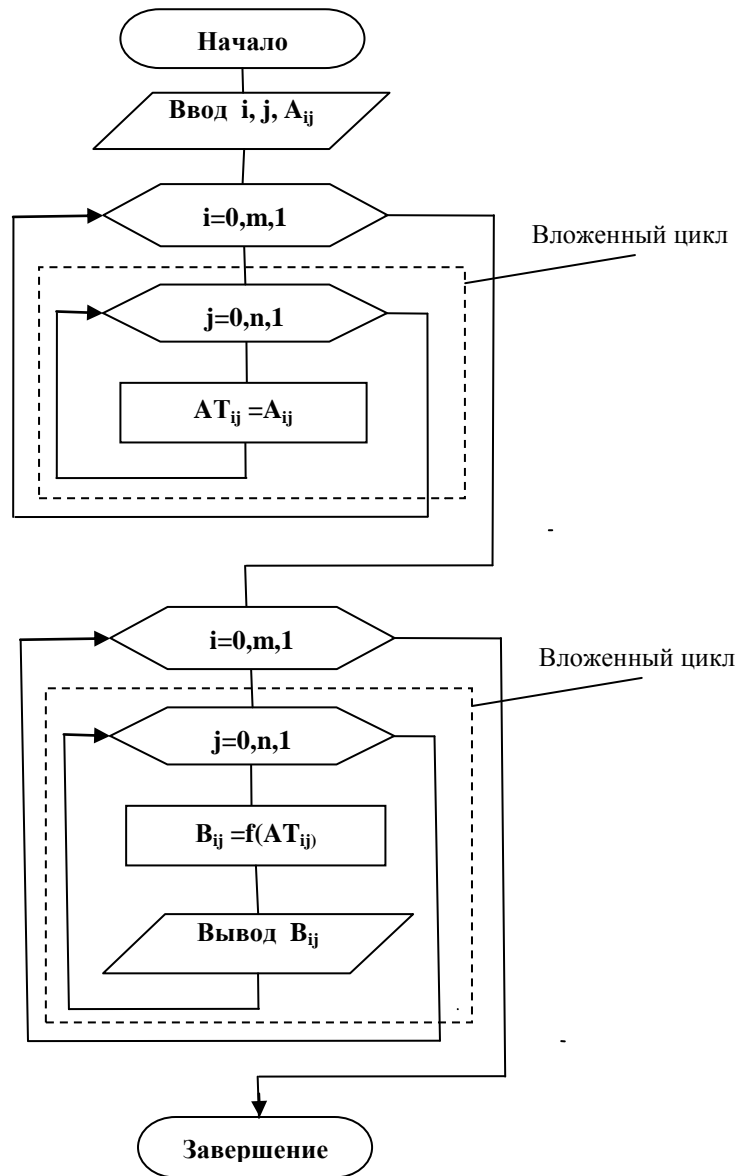 Начало
Ввод i, j, Aij
i=0,m,1
Вложенный цикл
j=0,n,1
ATij =Aij
i=0,m,1
Вложенный цикл
j=0,n,1
Bij =f(ATij)
Вывод Bij
Завершение